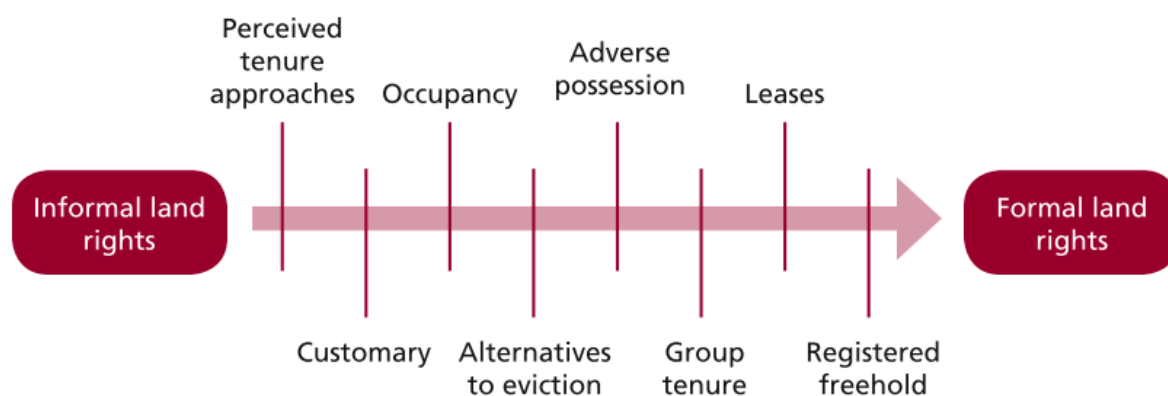 Perceived
tenure
approaches
Occupancy
Adverse
possession
Leases
Informal land
rights
Formal land
rights
Customary
Alternatives
to eviction
Group
tenure
Registered
freehold